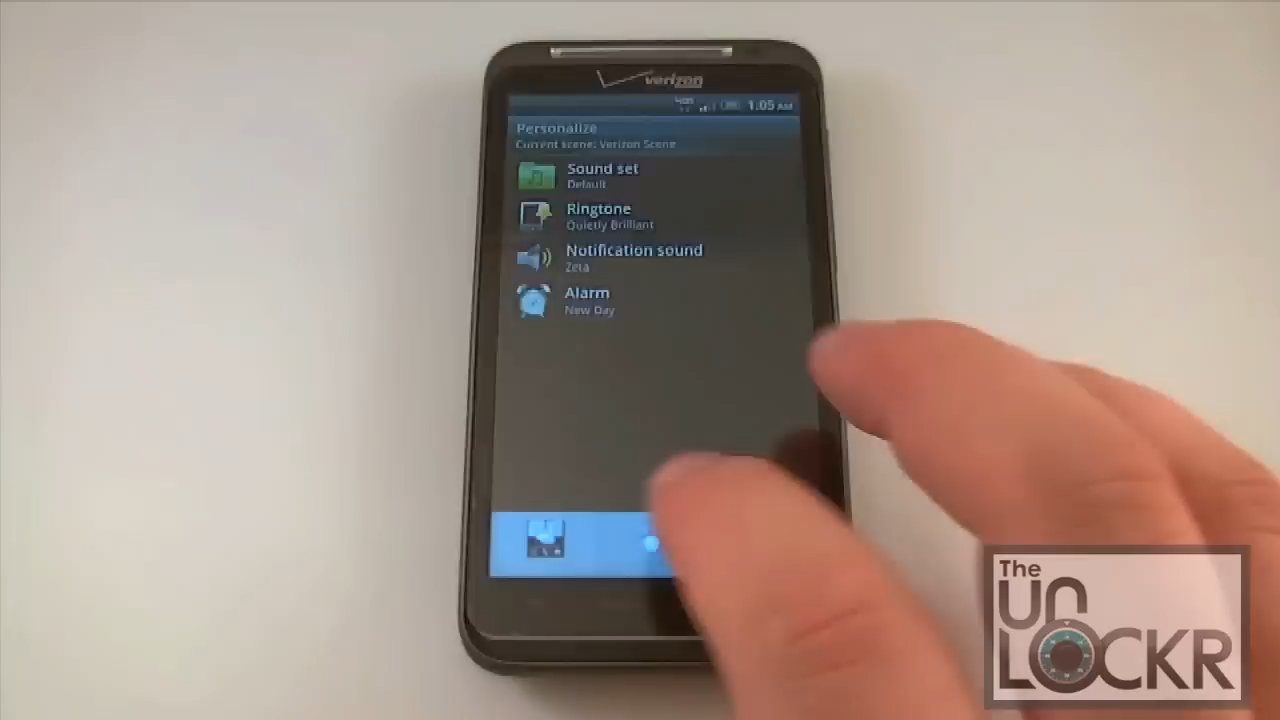 verizon
1:05 AM
Personalize
Current scene: Verizon Scene
Sound set
Default
Ringtone
Quietly Brilliant
Notification sound
Zeta
Alarm
New Day
The
UNLOCKR